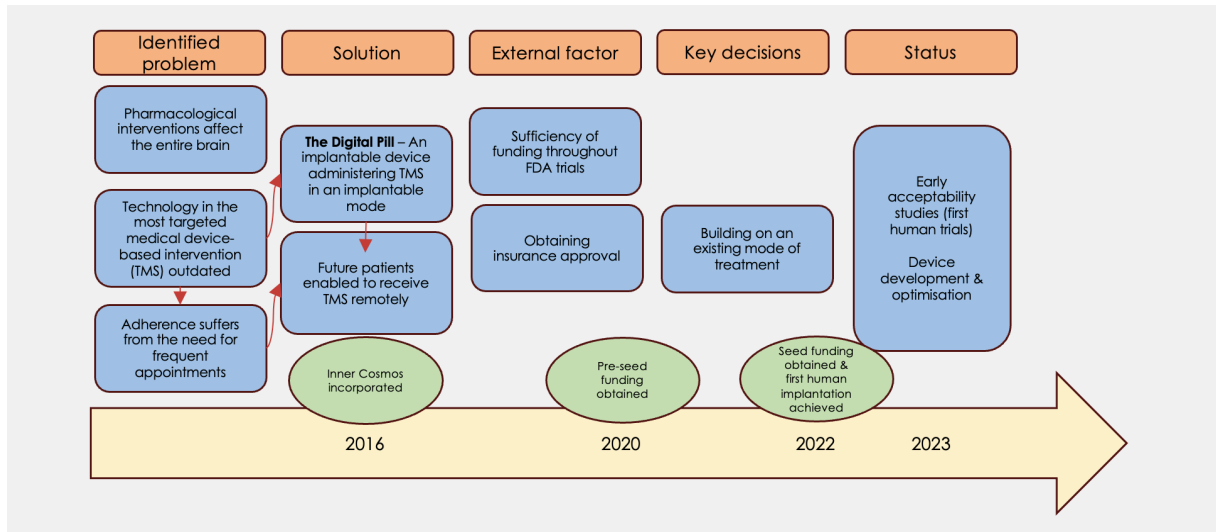 Identified
problem
Solution
External factor
Key decisions
Status
Pharmacological
interventions affect
the entire brain
Technology in the
most targeted
medical device-
based intervention
(TMS) outdated
Adherence suffers
from the need for
frequent
appointments
The Digital Pill – An
implantable device
administering TMS
in an implantable
mode
Future patients
enabled to receive
TMS remotely
Sufficiency of
funding throughout
FDA trials
Obtaining
insurance approval
Building on an
existing mode of
treatment
Early
acceptability
studies (first
human trials)
Device
development &
optimisation
Inner Cosmos
incorporated
Pre-seed
funding
obtained
Seed funding
obtained &
first human
implantation
achieved
2016
2020
2022
2023